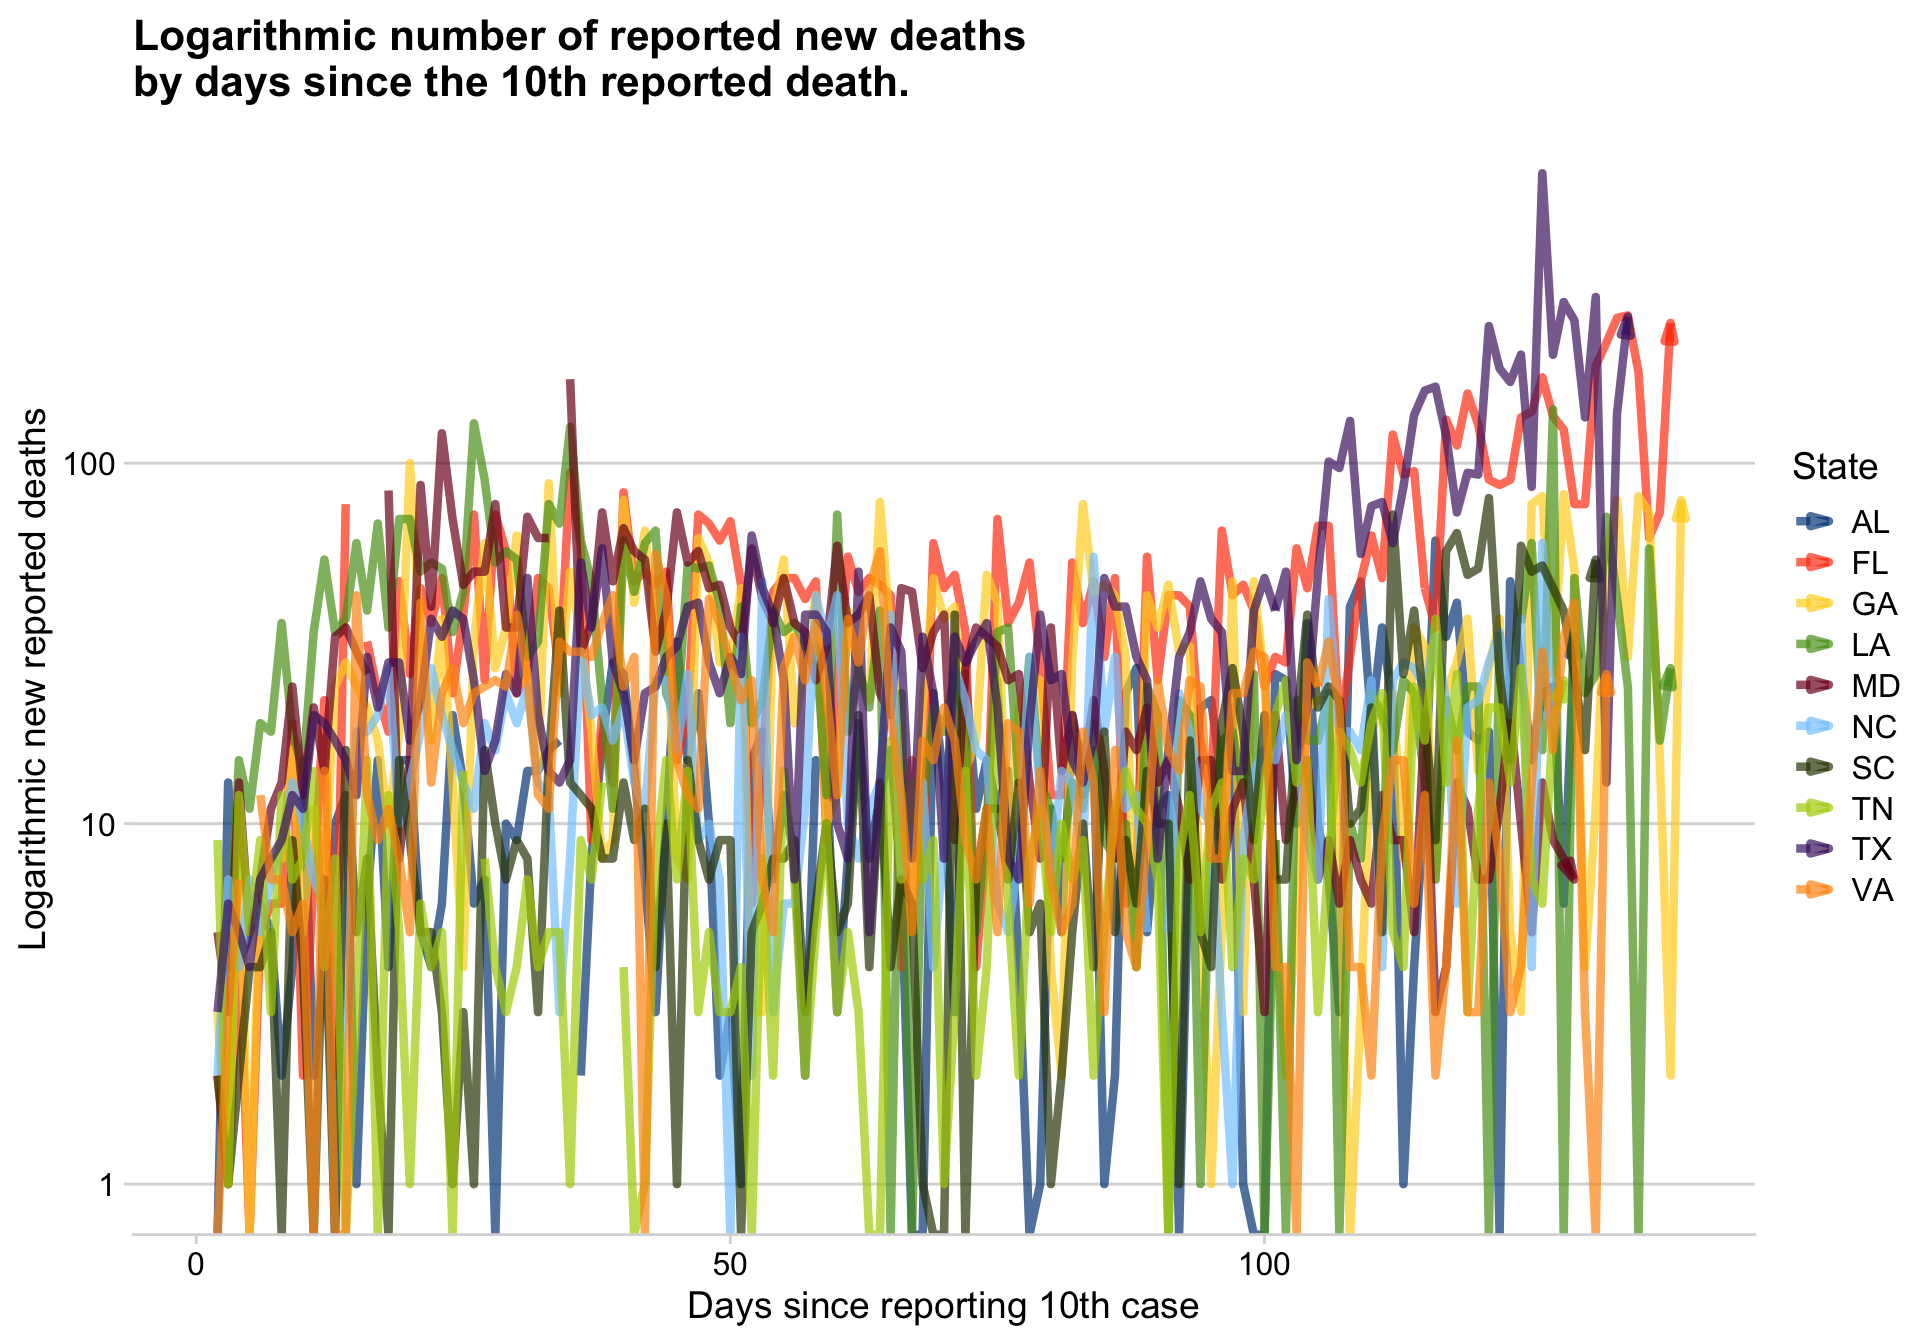 Logarithmic number of reported new deaths
by days since the 10th reported death.
Logarithmic new reported deaths
100
10
1
0
50
100
Days since reporting 10th case
State
AL
FL
GA
LA
MD
NC
SC
TN
TX
VA